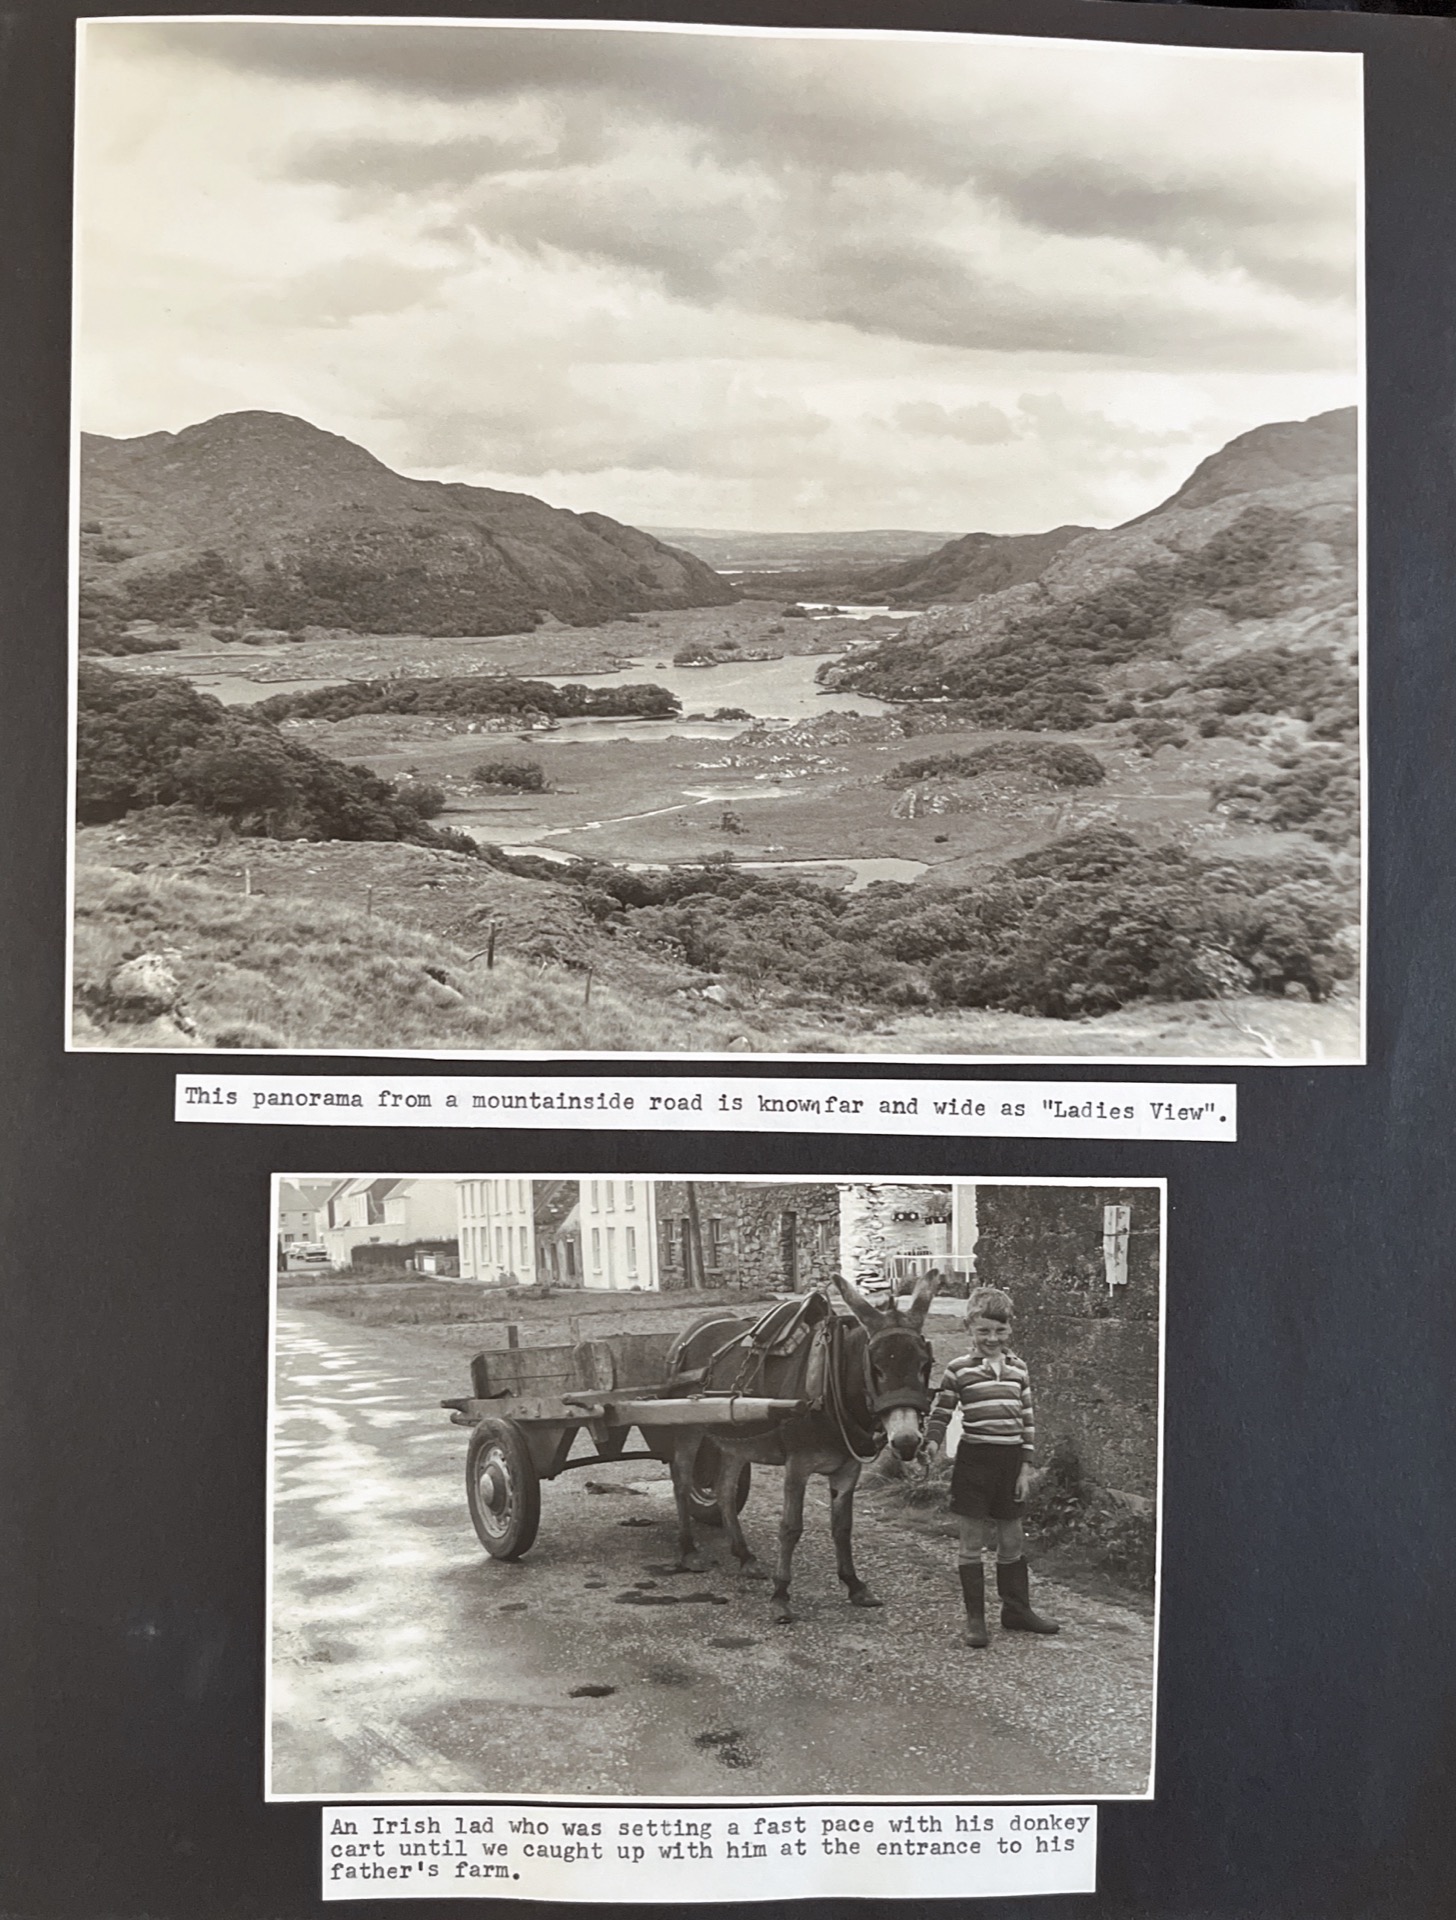 This panorama from a mountainside road is known far and wide as "Ladies View".
An Irish lad who was setting a fast pace with his donkey
cart until we caught up with him at the entrance to his
father's farm.